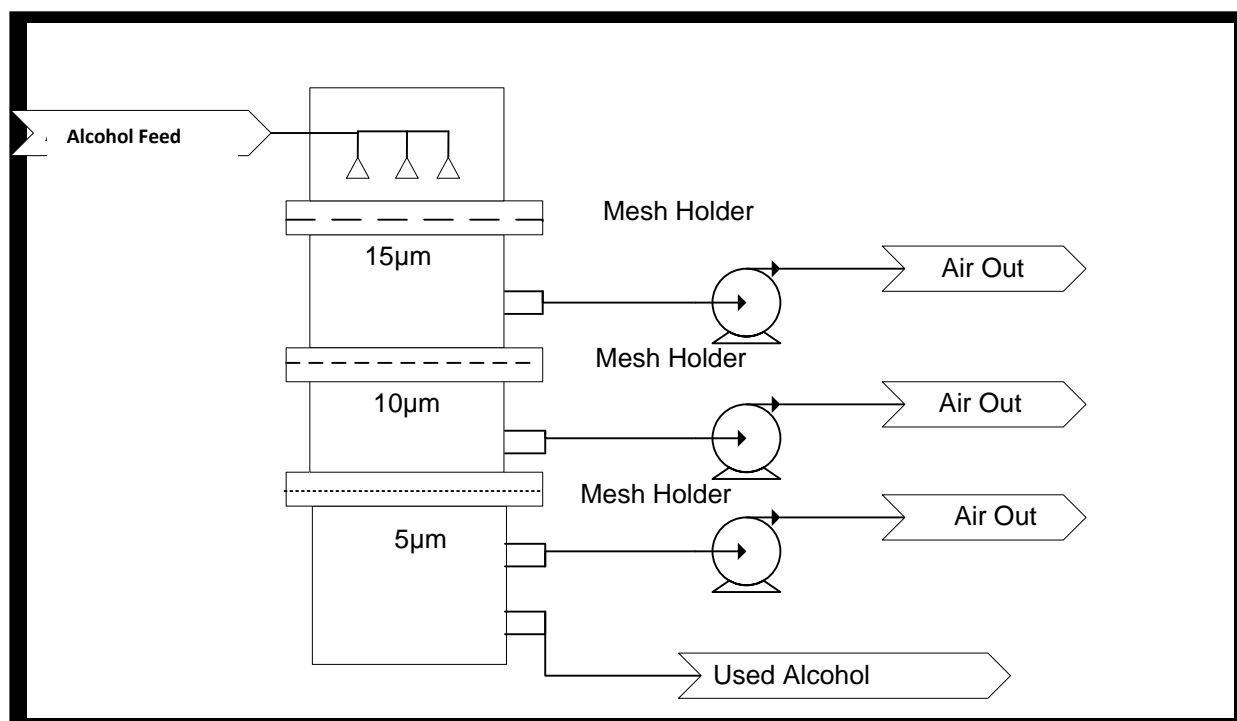 Alcohol Feed
Mesh Holder
15µm
Air Out
Mesh Holder
10µm
Air Out
Mesh Holder
5µm
Air Out
Used Alcohol